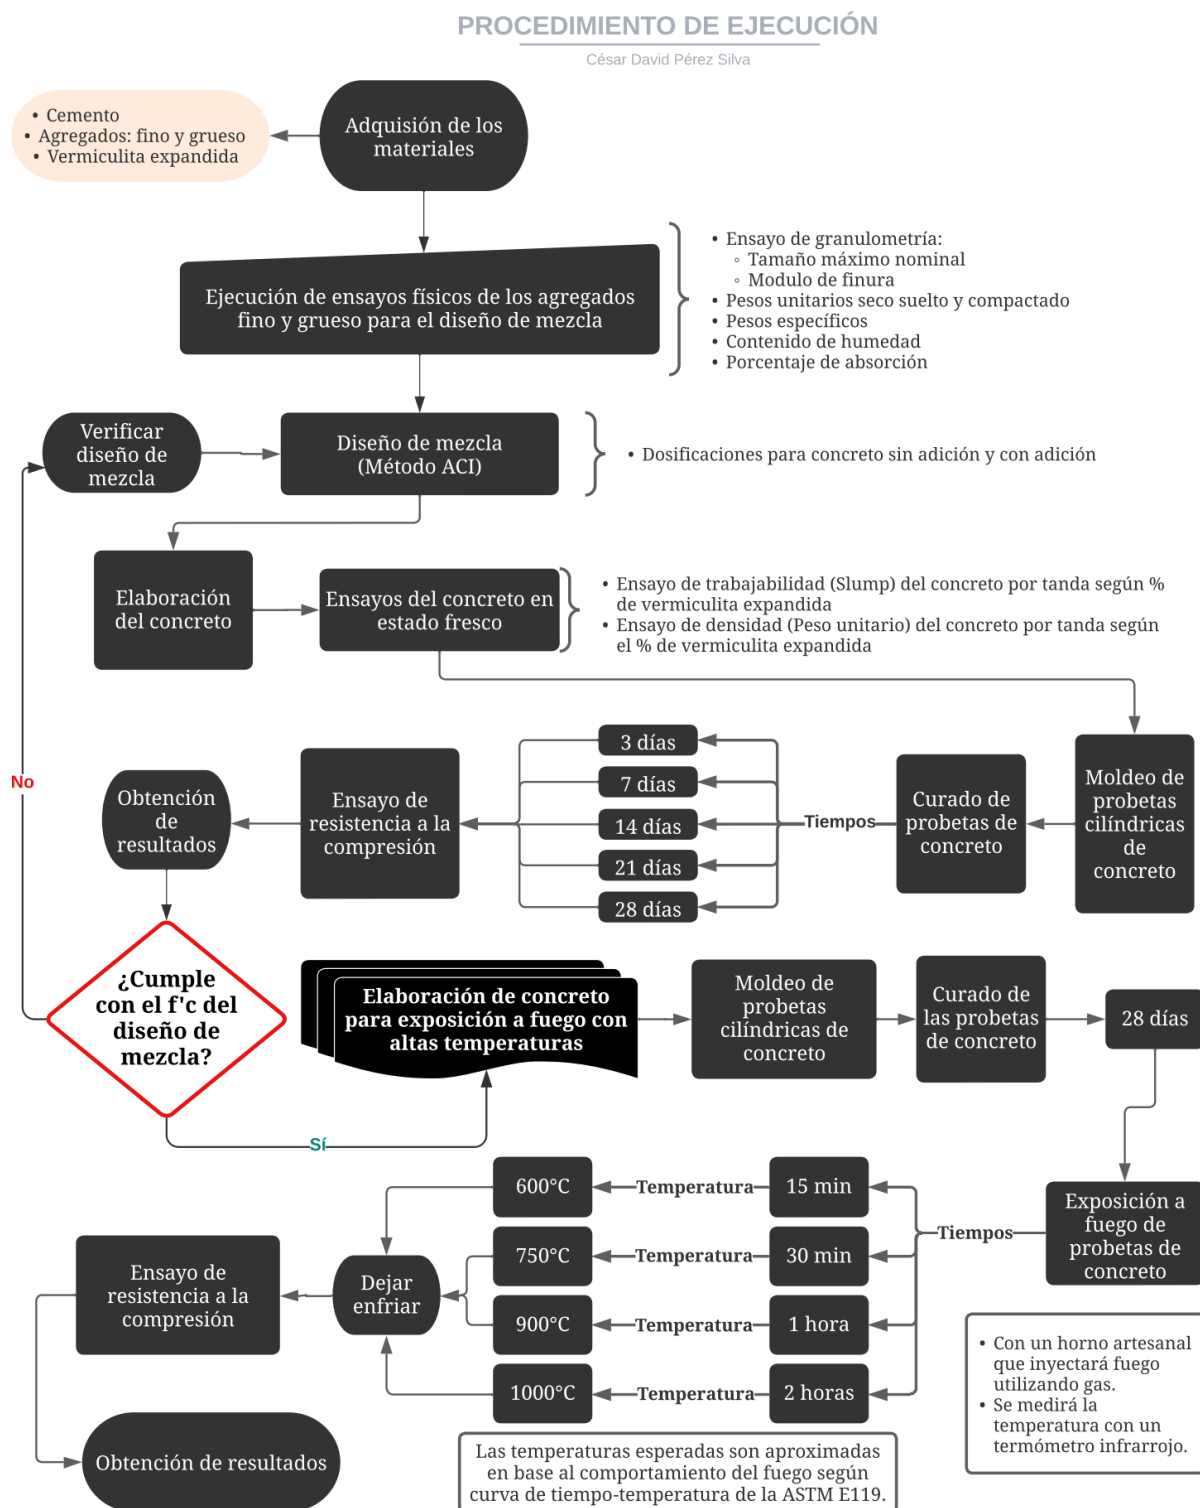 PROCEDIMIENTO DE EJECUCIÓN
César David Pérez Silva
• Cemento
• Agregados: fino y grueso
• Vermiculita expandida
Adquisión de los
materiales
Ejecución de ensayos físicos de los agregados
fino y grueso para el diseño de mezcla
• Ensayo de granulometría:
◦ Tamaño máximo nominal
◦ Modulo de finura
• Pesos unitarios seco suelto y compactado
• Pesos específicos
• Contenido de humedad
• Porcentaje de absorción
Verificar
diseño de
mezcla
Diseño de mezcla
(Método ACI)
• Dosificaciones para concreto sin adición y con adición
Elaboración
del concreto
Ensayos del concreto en
estado fresco
• Ensayo de trabajabilidad (Slump) del concreto por tanda según %
de vermiculita expandida
• Ensayo de densidad (Peso unitario) del concreto por tanda según
el % de vermiculita expandida
Moldeo de
probetas
cilíndricas
de
concreto
Curado de
probetas de
concreto
Tiempos
3 días
7 días
14 días
21 días
28 días
Ensayo de
resistencia a la
compresión
Obtención
de
resultados
No
¿Cumple
con el f'c del
diseño de
mezcla?
Sí
Elaboración de concreto
para exposición a fuego con
altas temperaturas
Moldeo de
probetas
cilíndricas de
concreto
Curado de
las probetas
de concreto
28 días
Exposición a
fuego de
probetas de
concreto
• Con un horno artesanal
que inyectará fuego
utilizando gas.
• Se medirá la
temperatura con un
termómetro infrarrojo.
Tiempos
15 min
Temperatura
600°C
30 min
Temperatura
750°C
1 hora
Temperatura
900°C
2 horas
Temperatura
1000°C
Las temperaturas esperadas son aproximadas
en base al comportamiento del fuego según
curva de tiempo-temperatura de la ASTM E119.
Dejar
enfriar
Ensayo de
resistencia a la
compresión
Obtención de resultados